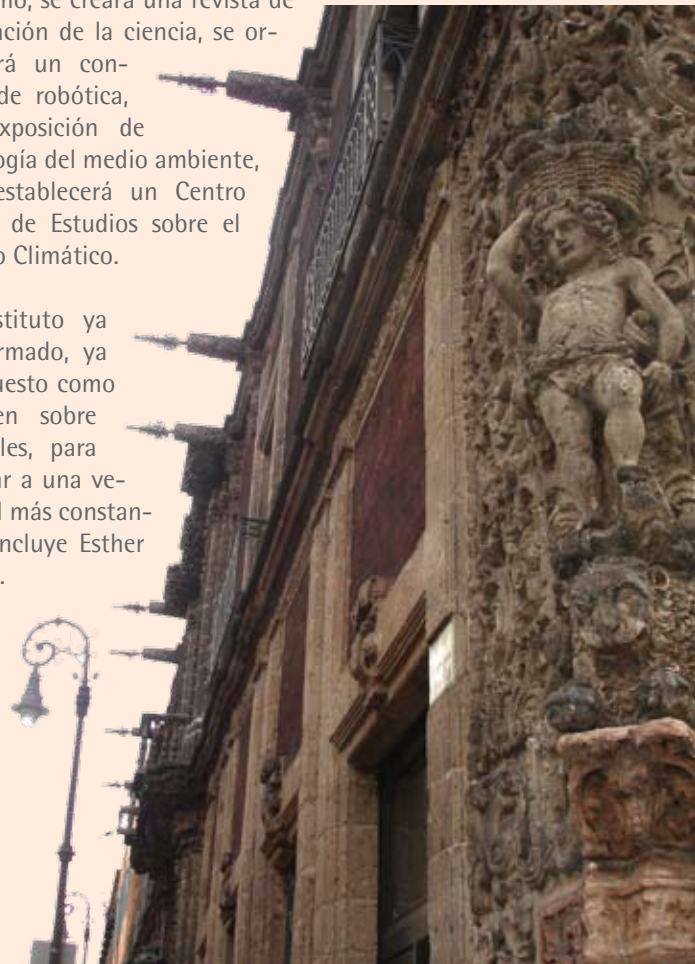 se creará una revista de
ción de la ciencia, se or-
rá un con-
de robótica,
xposición de
ogía del medio ambiente,
establecerá un Centro
de Estudios sobre el
o Climático.
stituto ya
rmado, ya
uesto como
en sobre
les, para
ar a una ve-
l más constan-
ncluye Esther
.